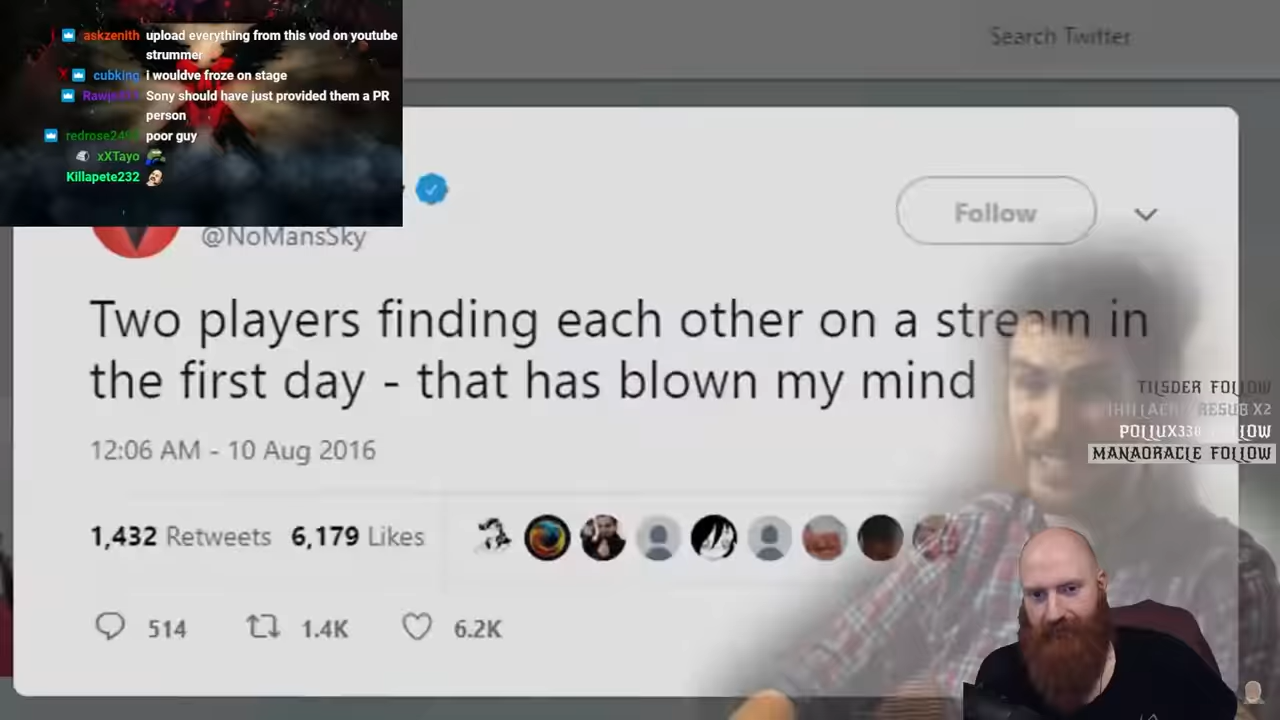 askzenith upload everything from this vod on youtube
strummer
cubking i wouldve froze on stage
Sony should have just provided them a PR
person
poor guy
xXTayo
Killapete232
Search Twitter
@NoMansSky
Follow
Two players finding each other on a stream in
the first day - that has blown my mind
12:06 AM - 10 Aug 2016
1,432 Retweets 6,179 Likes
514 1.4K 6.2K
TILSDER FOLLOW
RESUB X2
POLLUX330 FOLLOW
MANAORACLE FOLLOW